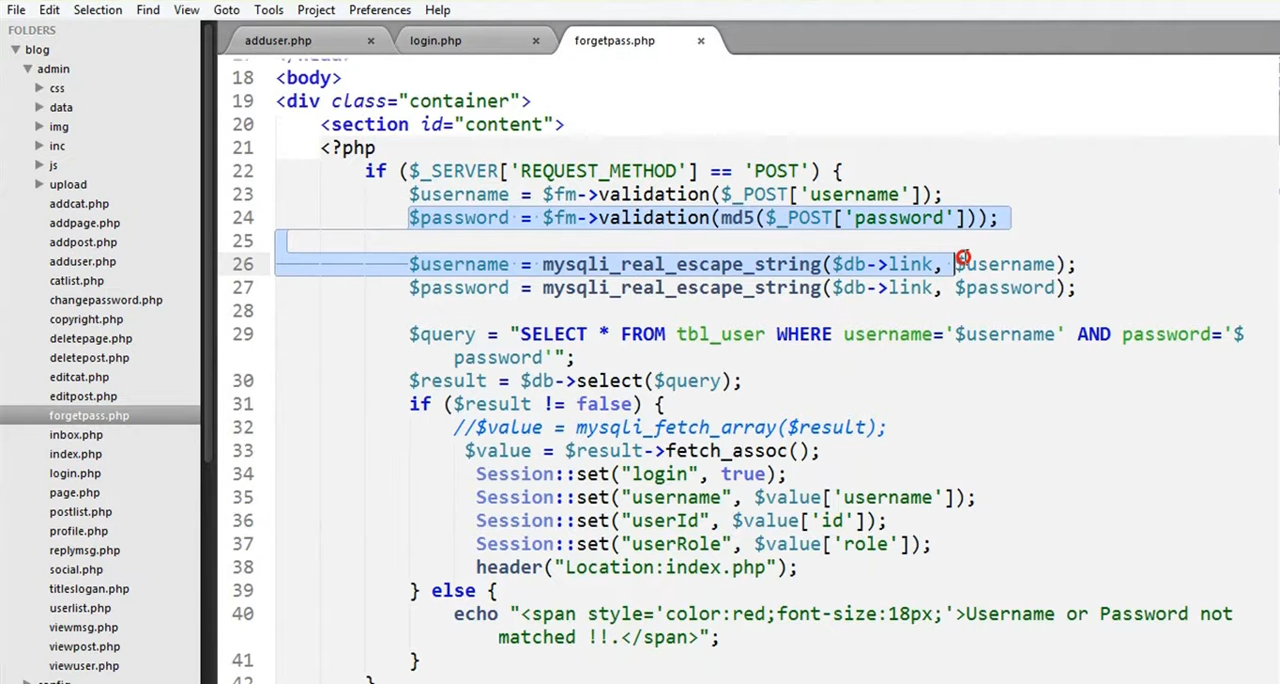 File Edit Selection Find View Goto Tools Project Preferences Help
FOLDERS
blog
admin
css
data
img
inc
js
upload
addcat.php
addpage.php
addpost.php
adduser.php
catlist.php
changepassword.php
copyright.php
deletepage.php
deletepost.php
editcat.php
editpost.php
forgetpass.php
inbox.php
index.php
login.php
page.php
postlist.php
profile.php
replymsg.php
social.php
titleslogan.php
userlist.php
viewmsg.php
viewpost.php
viewuser.php
config
adduser.php × login.php × forgetpass.php ×
17 </head>
18 <body>
19 <div class="container">
20 <section id="content">
21 <?php
22 if ($_SERVER['REQUEST_METHOD'] == 'POST') {
23 $username = $fm->validation($_POST['username']);
24 $password = $fm->validation(md5($_POST['password']));
25
26 $username = mysqli_real_escape_string($db->link, $username);
27 $password = mysqli_real_escape_string($db->link, $password);
28
29 $query = "SELECT * FROM tbl_user WHERE username='$username' AND password='$
password'";
30 $result = $db->select($query);
31 if ($result != false) {
32 //$value = mysqli_fetch_array($result);
33 $value = $result->fetch_assoc();
34 Session::set("login", true);
35 Session::set("username", $value['username']);
36 Session::set("userId", $value['id']);
37 Session::set("userRole", $value['role']);
38 header("Location:index.php");
39 } else {
40 echo "<span style='color:red;font-size:18px;'>Username or Password not
matched !!.</span>";
41 }
42 }